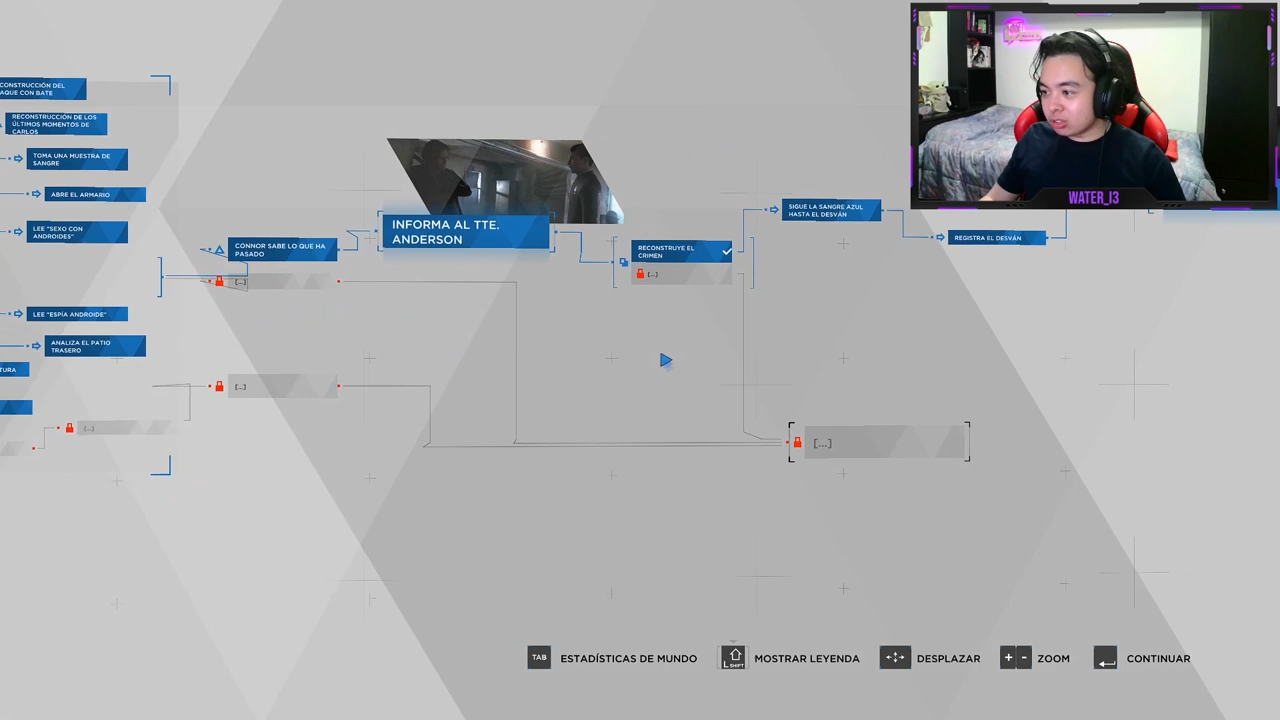 CONSTRUCCIÓN DEL
AQUE CON BATE
RECONSTRUCCIÓN DE LOS
ÚLTIMOS MOMENTOS DE
CARLOS
TOMA UNA MUESTRA DE
SANGRE
ABRE EL ARMARIO
LEE "SEXO CON
ANDROIDES"
LEE "ESPÍA ANDROIDE"
ANALIZA EL PATIO
TRASERO
TURA
[...]
CONNOR SABE LO QUE HA
PASADO
[...]
[...]
INFORMA AL TTE.
ANDERSON
RECONSTRUYE EL
CRIMEN
[...]
SIGUE LA SANGRE AZUL
HASTA EL DESVÁN
REGISTRA EL DESVÁN
[...]
WATER_I3
TAB ESTADÍSTICAS DE MUNDO
L SHIFT MOSTRAR LEYENDA
DESPLAZAR
+ - ZOOM
CONTINUAR